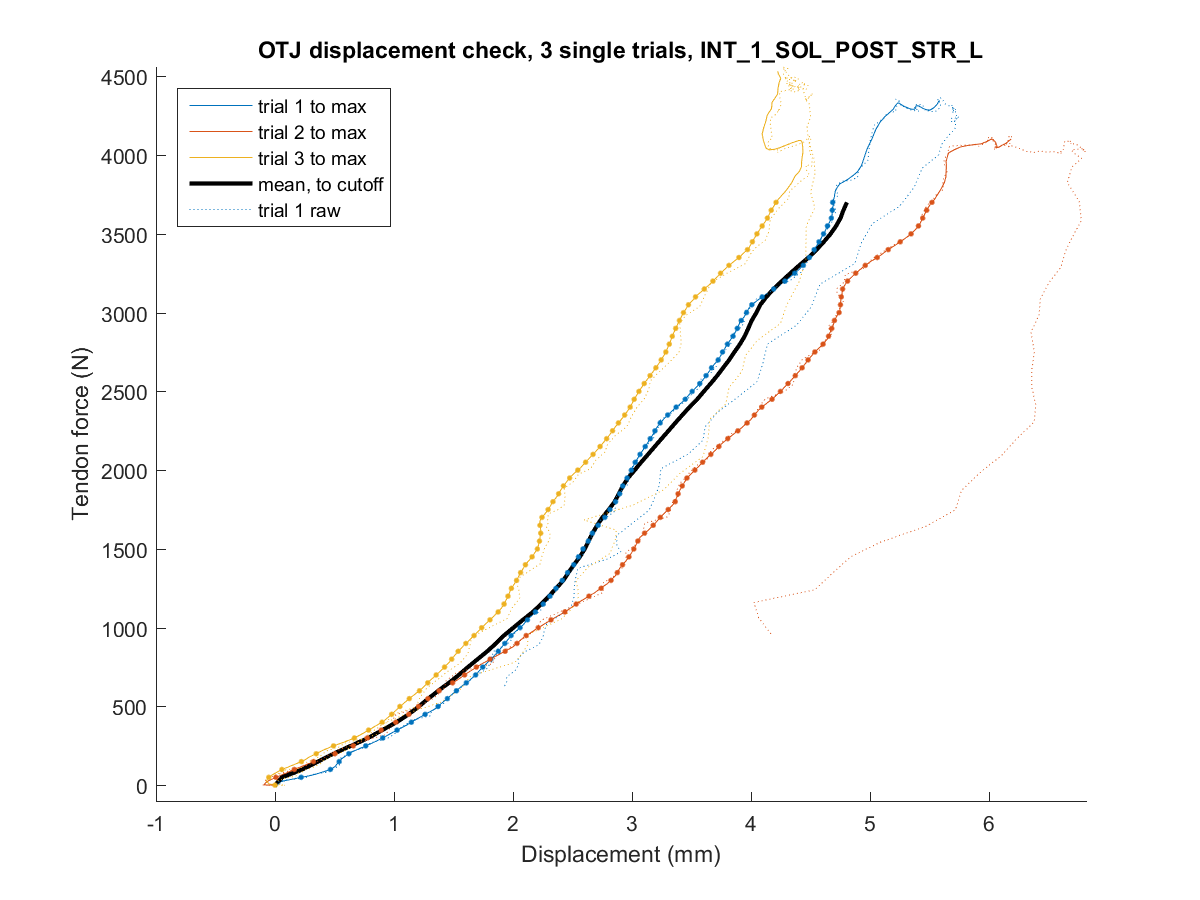 OTJ displacement check, 3 single trials, INT_1_SOL_POST_STR_L
4500
4000
3500
3000
2500
2000
1500
1000
500
0
Tendon force (N)
trial 1 to max
trial 2 to max
trial 3 to max
mean, to cutoff
trial 1 raw
-1 0 1 2 3 4 5 6
Displacement (mm)